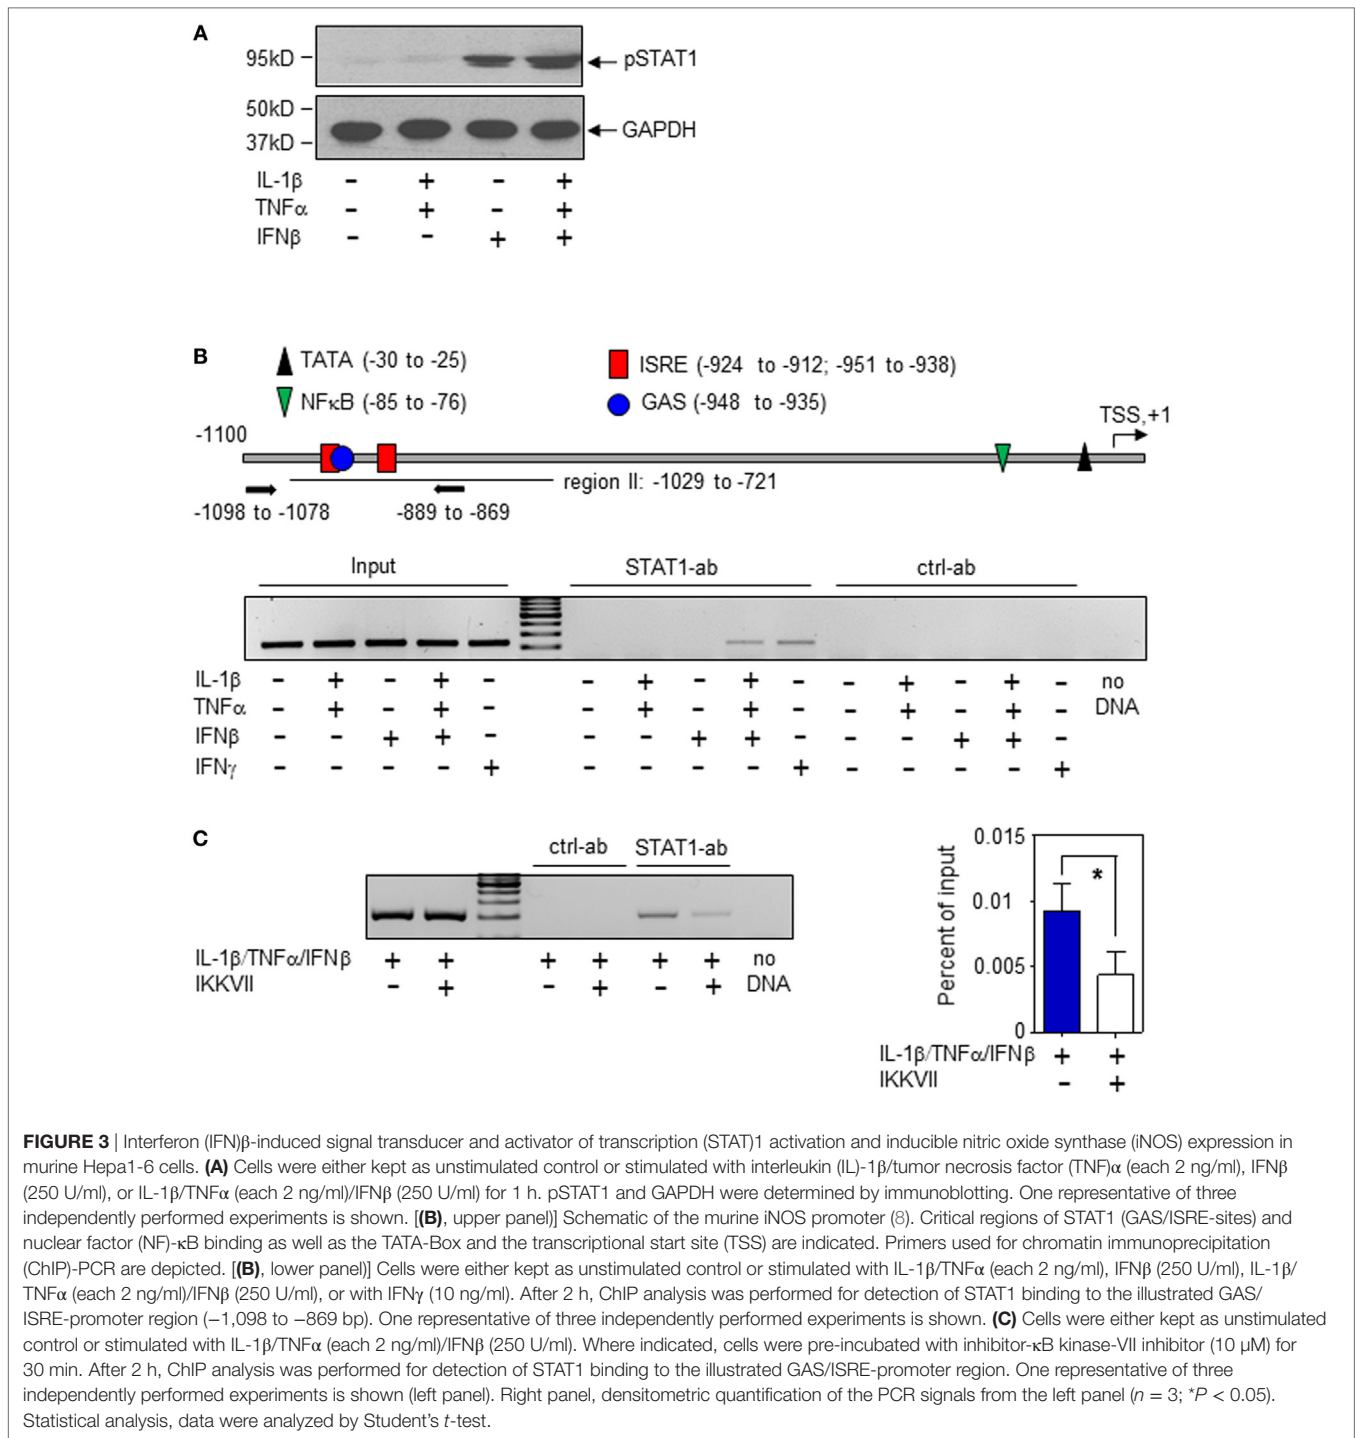 A
95kD
pSTAT1
50kD
37kD
GAPDH
IL-1β - + - +
TNFα - + - +
IFNβ - - + +
B
TATA (-30 to -25)
ISRE (-924 to -912; -951 to -938)
NFκB (-85 to -76)
GAS (-948 to -935)
-1100
TSS,+1
region II: -1029 to -721
-1098 to -1078
-889 to -869
Input
STAT1-ab
ctrl-ab
IL-1β - + - + - - + - + - - + - + - no
TNFα - + - + - - + - + - - + - + - DNA
IFNβ - - + + - - - + + - - - + + -
IFNγ - - - - + - - - - + - - - - +
C
ctrl-ab
STAT1-ab
IL-1β/TNFα/IFNβ + + + + + + no
IKKVII - + - + - + DNA
0.015
0.01
0.005
0
Percent of input
*
IL-1β/TNFα/IFNβ + +
IKKVII - +
FIGURE 3 | Interferon (IFN)β-induced signal transducer and activator of transcription (STAT)1 activation and inducible nitric oxide synthase (iNOS) expression in
murine Hepa1-6 cells. (A) Cells were either kept as unstimulated control or stimulated with interleukin (IL)-1β/tumor necrosis factor (TNF)α (each 2 ng/ml), IFNβ
(250 U/ml), or IL-1β/TNFα (each 2 ng/ml)/IFNβ (250 U/ml) for 1 h. pSTAT1 and GAPDH were determined by immunoblotting. One representative of three
independently performed experiments is shown. [(B), upper panel)] Schematic of the murine iNOS promoter (8). Critical regions of STAT1 (GAS/ISRE-sites) and
nuclear factor (NF)-κB binding as well as the TATA-Box and the transcriptional start site (TSS) are indicated. Primers used for chromatin immunoprecipitation
(ChIP)-PCR are depicted. [(B), lower panel)] Cells were either kept as unstimulated control or stimulated with IL-1β/TNFα (each 2 ng/ml), IFNβ (250 U/ml), IL-1β/
TNFα (each 2 ng/ml)/IFNβ (250 U/ml), or with IFNγ (10 ng/ml). After 2 h, ChIP analysis was performed for detection of STAT1 binding to the illustrated GAS/
ISRE-promoter region (−1,098 to −869 bp). One representative of three independently performed experiments is shown. (C) Cells were either kept as unstimulated
control or stimulated with IL-1β/TNFα (each 2 ng/ml)/IFNβ (250 U/ml). Where indicated, cells were pre-incubated with inhibitor-κB kinase-VII inhibitor (10 µM) for
30 min. After 2 h, ChIP analysis was performed for detection of STAT1 binding to the illustrated GAS/ISRE-promoter region. One representative of three
independently performed experiments is shown (left panel). Right panel, densitometric quantification of the PCR signals from the left panel (n = 3; *P < 0.05).
Statistical analysis, data were analyzed by Student's t-test.